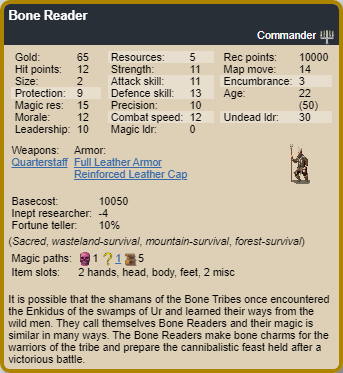 Bone Reader
Commander
Gold: 65 Resources: 5 Rec points: 10000
Hit points: 12 Strength: 11 Map move: 14
Size: 2 Attack skill: 11 Encumbrance: 3
Protection: 9 Defence skill: 13 Age: 22
Magic res: 15 Precision: 10 (50)
Morale: 12 Combat speed: 12 Undead ldr: 30
Leadership: 10 Magic ldr: 0
Weapons: Armor:
Quarterstaff Full Leather Armor
Reinforced Leather Cap
Basecost: 10050
Inept researcher: -4
Fortune teller: 10%
(Sacred, wasteland-survival, mountain-survival, forest-survival)
Magic paths: 1 ? 1 5
Item slots: 2 hands, head, body, feet, 2 misc
It is possible that the shamans of the Bone Tribes once encountered
the Enkidus of the swamps of Ur and learned their ways from the
wild men. They call themselves Bone Readers and their magic is
similar in many ways. The Bone Readers make bone charms for the
warriors of the tribe and prepare the cannibalistic feast held after a
victorious battle.